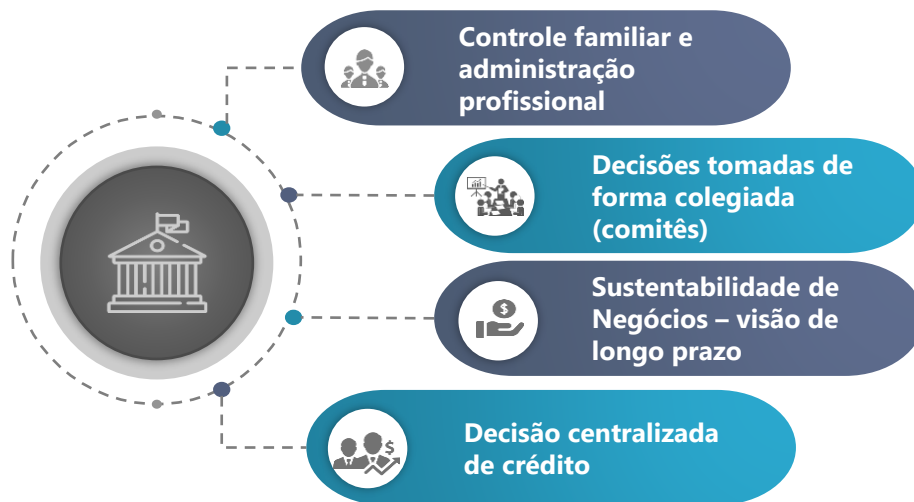 Controle familiar e
administração
profissional
Decisões tomadas de
forma colegiada
(comitês)
Sustentabilidade de
Negócios – visão de
longo prazo
Decisão centralizada
de crédito